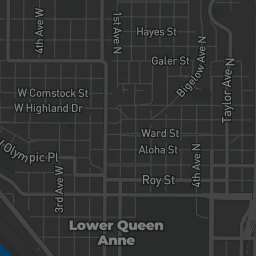 4th Ave W
1st Ave N
Hayes St
Galer St
Bigelow Ave N
Taylor Ave N
W Comstock St
W Highland Dr
Ward St
Aloha St
Olympic Pl
3rd Ave W
Roy St
4th Ave N
Lower Queen
Anne